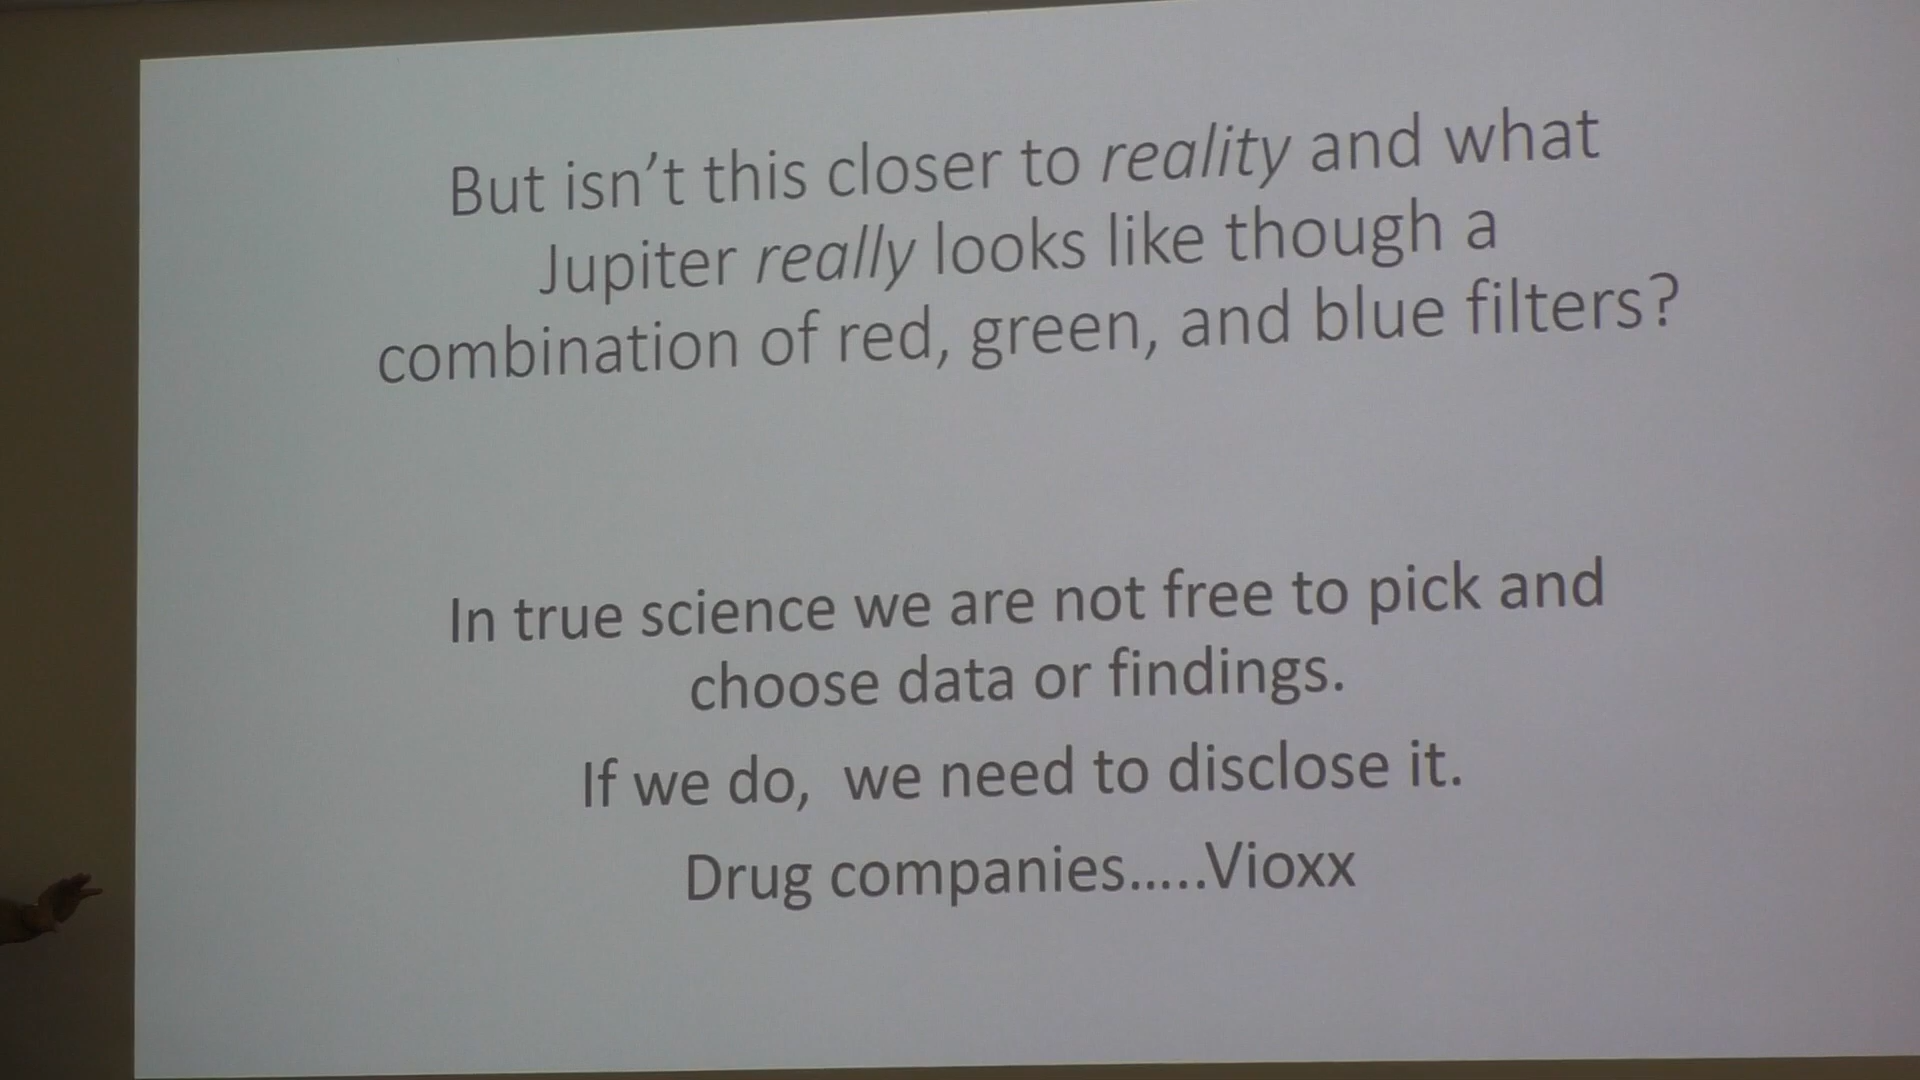 But isn’t this closer to reality and what
Jupiter really looks like though a
combination of red, green, and blue filters?
In true science we are not free to pick and
choose data or findings.
If we do,  we need to disclose it.
Drug companies.....Vioxx